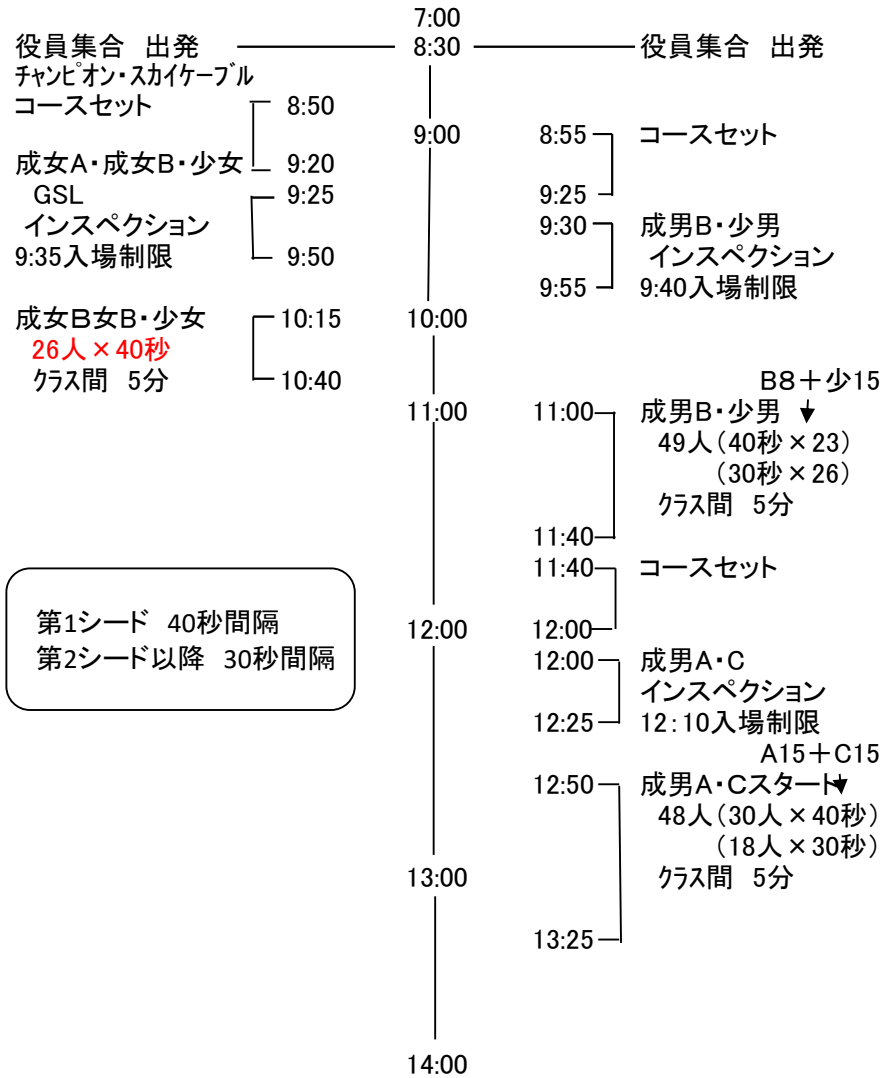 7:00
役員集合 出発 8:30 役員集合 出発
チャンピオン・スカイケーブル
コースセット 8:50
9:00 8:55 コースセット
成女A・成女B・少女 9:20
GSL 9:25 9:25
インスペクション 9:30 成男B・少男
インスペクション
9:35入場制限 9:50
9:55 9:40入場制限
成女B女B・少女 10:15 10:00
26人×40秒
クラス間 5分 10:40
B8+少15
11:00 11:00 成男B・少男
49人(40秒×23)
(30秒×26)
クラス間 5分
11:40
11:40 コースセット
第1シード 40秒間隔
12:00 12:00
第2シード以降 30秒間隔
12:00 成男A・C
インスペクション
12:25 12:10入場制限
A15+C15
12:50 成男A・Cスタート
48人(30人×40秒)
(18人×30秒)
13:00 クラス間 5分
13:25
14:00